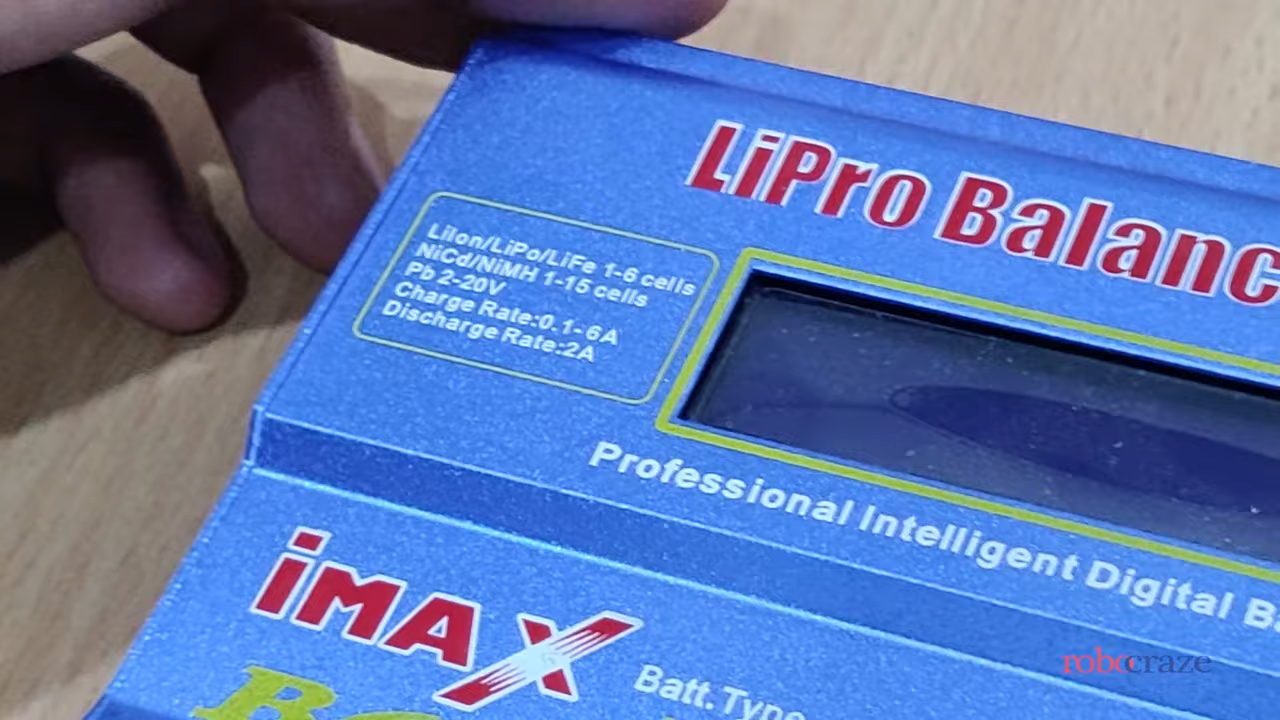 LiPro Balanc
LiIon/LiPo/LiFe 1-6 cells
NiCd/NiMH 1-15 cells
Pb 2-20V
Charge Rate:0.1- 6A
Discharge Rate:2A
Professional Intelligent Digital Ba
iMAX
Batt.Type
robocraze